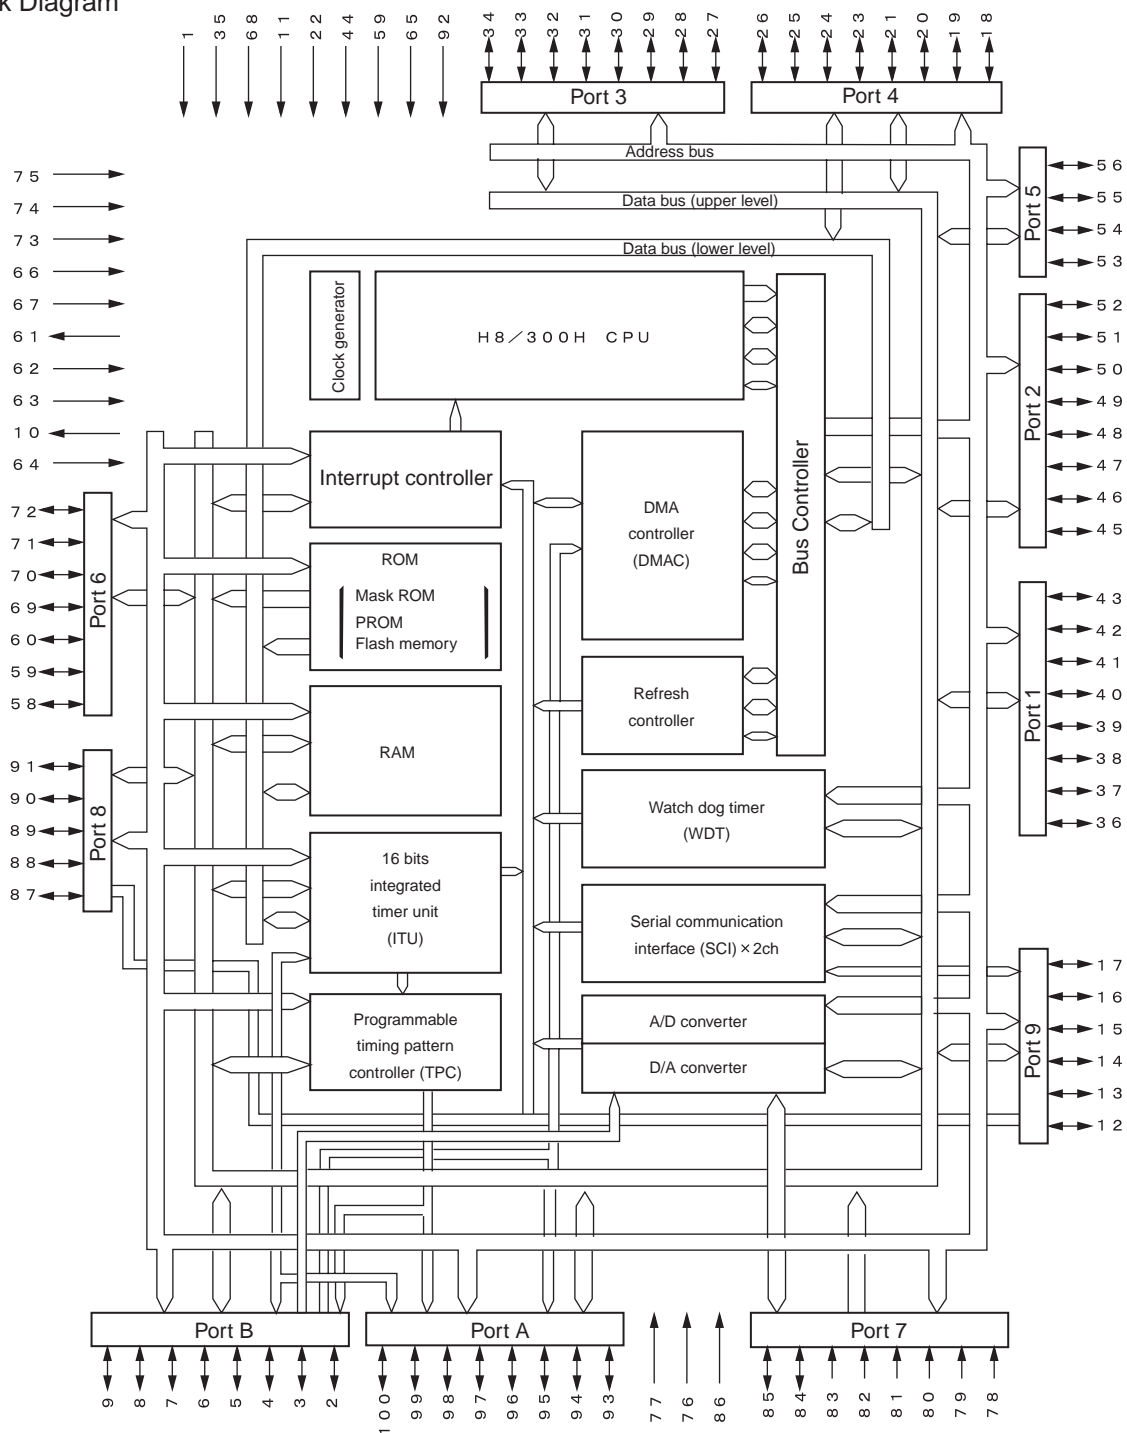 k Diagram
1 35 68 11 22 44 59 65 92
34 33 32 31 30 29 28 27
26 25 24 23 21 20 19 18
Port 3
Port 4
Address bus
Data bus (upper level)
Data bus (lower level)
75
74
73
66
67
61
62
63
10
64
72
71
70
69
60
59
58
Port 6
91
90
89
88
87
Port 8
Clock generator
H8/300H CPU
Interrupt controller
ROM
Mask ROM
PROM
Flash memory
RAM
16 bits
integrated
timer unit
(ITU)
Programmable
timing pattern
controller (TPC)
DMA
controller
(DMAC)
Refresh
controller
Bus Controller
Watch dog timer
(WDT)
Serial communication
interface (SCI)×2ch
A/D converter
D/A converter
Port 5
56
55
54
53
Port 2
52
51
50
49
48
47
46
45
Port 1
43
42
41
40
39
38
37
36
Port 9
17
16
15
14
13
12
Port B
Port A
Port 7
9 8 7 6 5 4 3 2
100 99 98 97 96 95 94 93
77 76 86
85 84 83 82 81 80 79 78